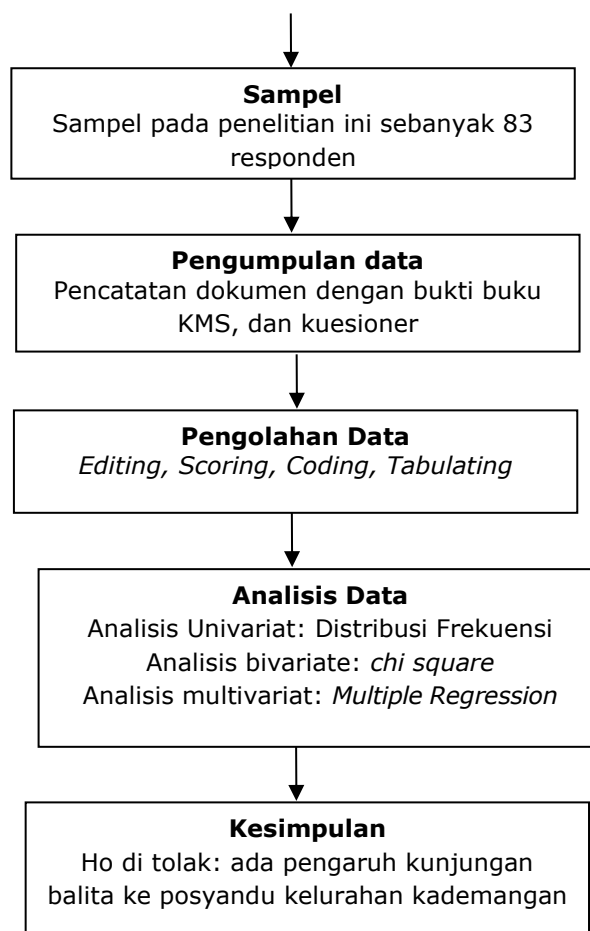 Sampel
Sampel pada penelitian ini sebanyak 83
responden
Pengumpulan data
Pencatatan dokumen dengan bukti buku
KMS, dan kuesioner
Pengolahan Data
Editing, Scoring, Coding, Tabulating
Analisis Data
Analisis Univariat: Distribusi Frekuensi
Analisis bivariate: chi square
Analisis multivariat: Multiple Regression
Kesimpulan
Ho di tolak: ada pengaruh kunjungan
balita ke posyandu kelurahan kademangan